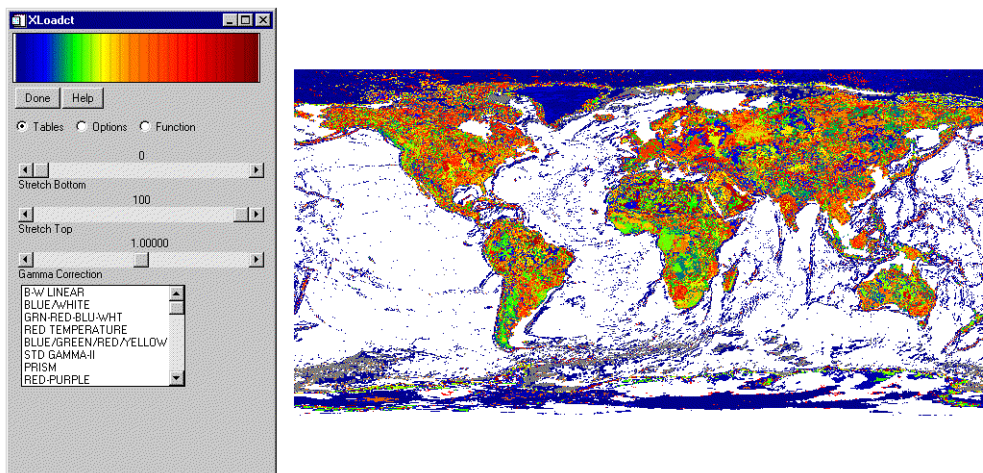 XLoadct
Done Help
Tables Options Function
0
Stretch Bottom
100
Stretch Top
1.00000
Gamma Correction
B-W LINEAR
BLUE/WHITE
GRN-RED-BLU-WHT
RED TEMPERATURE
BLUE/GREEN/RED/YELLOW
STD GAMMA-II
PRISM
RED-PURPLE